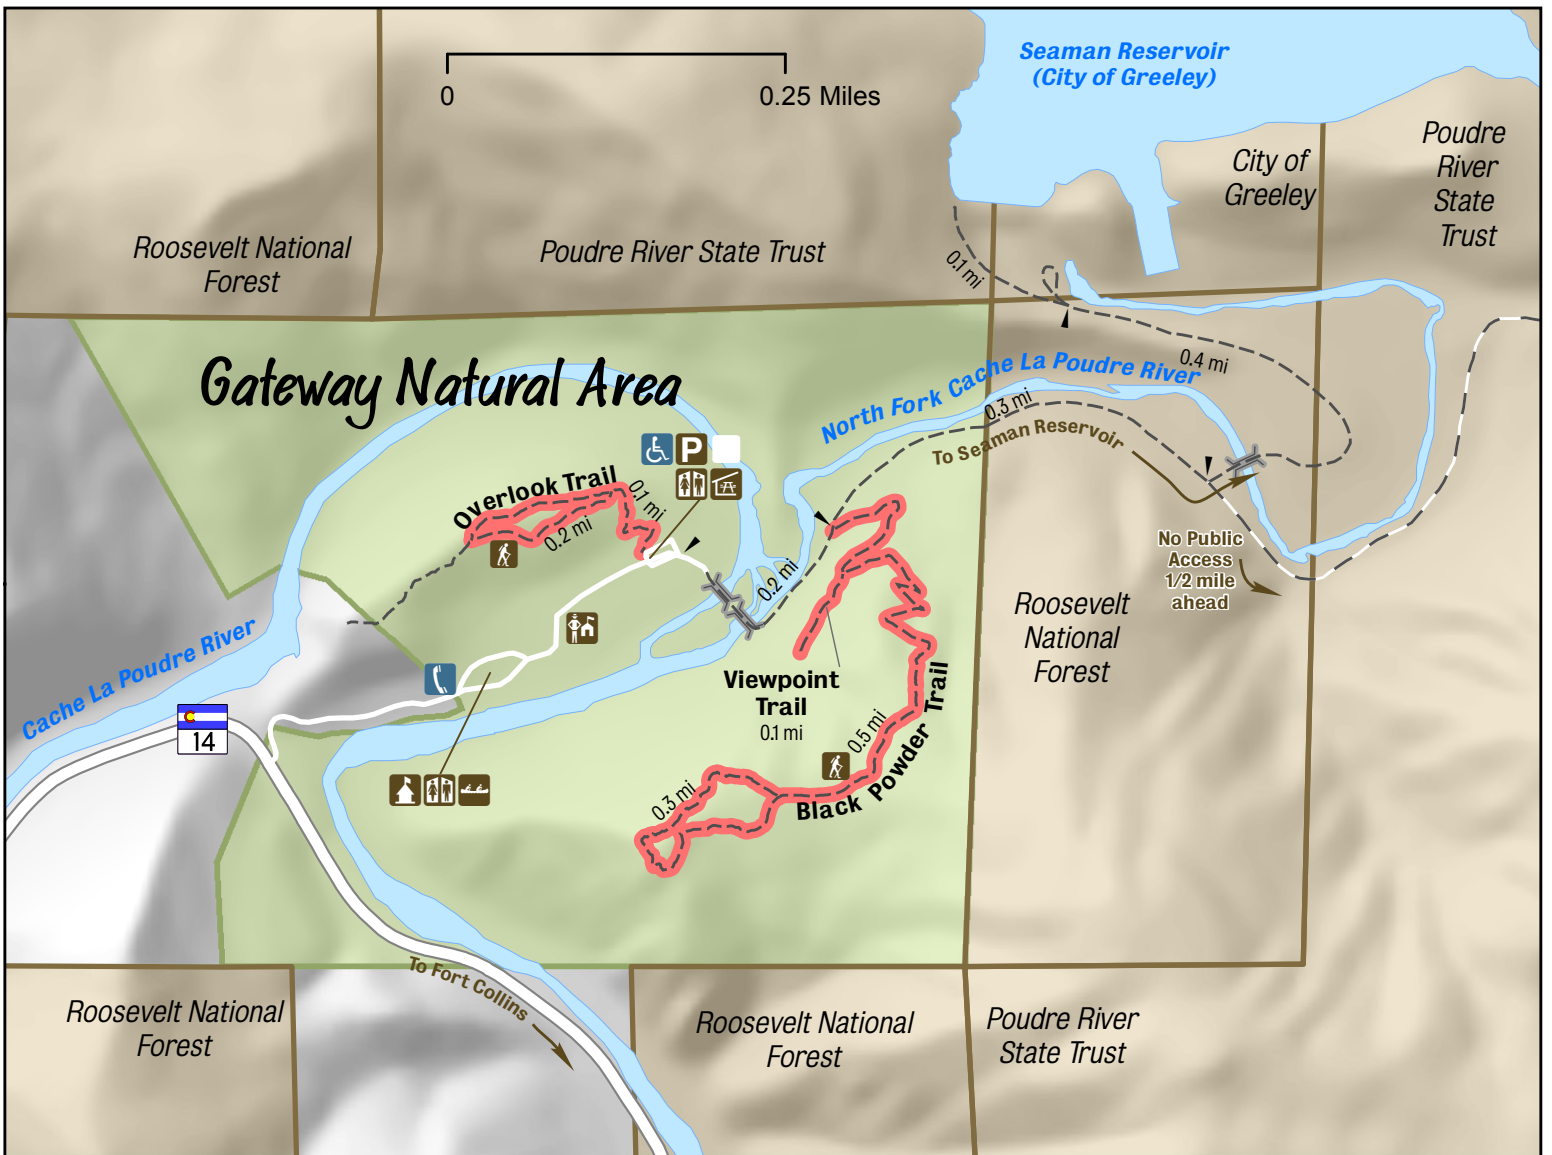 Seaman Reservoir
(City of Greeley)
0
0.25 Miles
Poudre
River
State
Trust
City of
Greeley
Roosevelt National
Forest
Poudre River State Trust
0.1 mi
0.4 mi
Gateway Natural Area
North Fork Cache La Poudre River
0.3 mi
To Seaman Reservoir
P
Overlook Trail
0.1 mi
0.2 mi
0.2 mi
No Public
Access
1/2 mile
ahead
Roosevelt
National
Forest
Cache La Poudre River
C
14
Viewpoint
Trail
0.1 mi
0.5 mi
Black Powder Trail
0.3 mi
To Fort Collins
Roosevelt National
Forest
Roosevelt National
Forest
Poudre River
State Trust